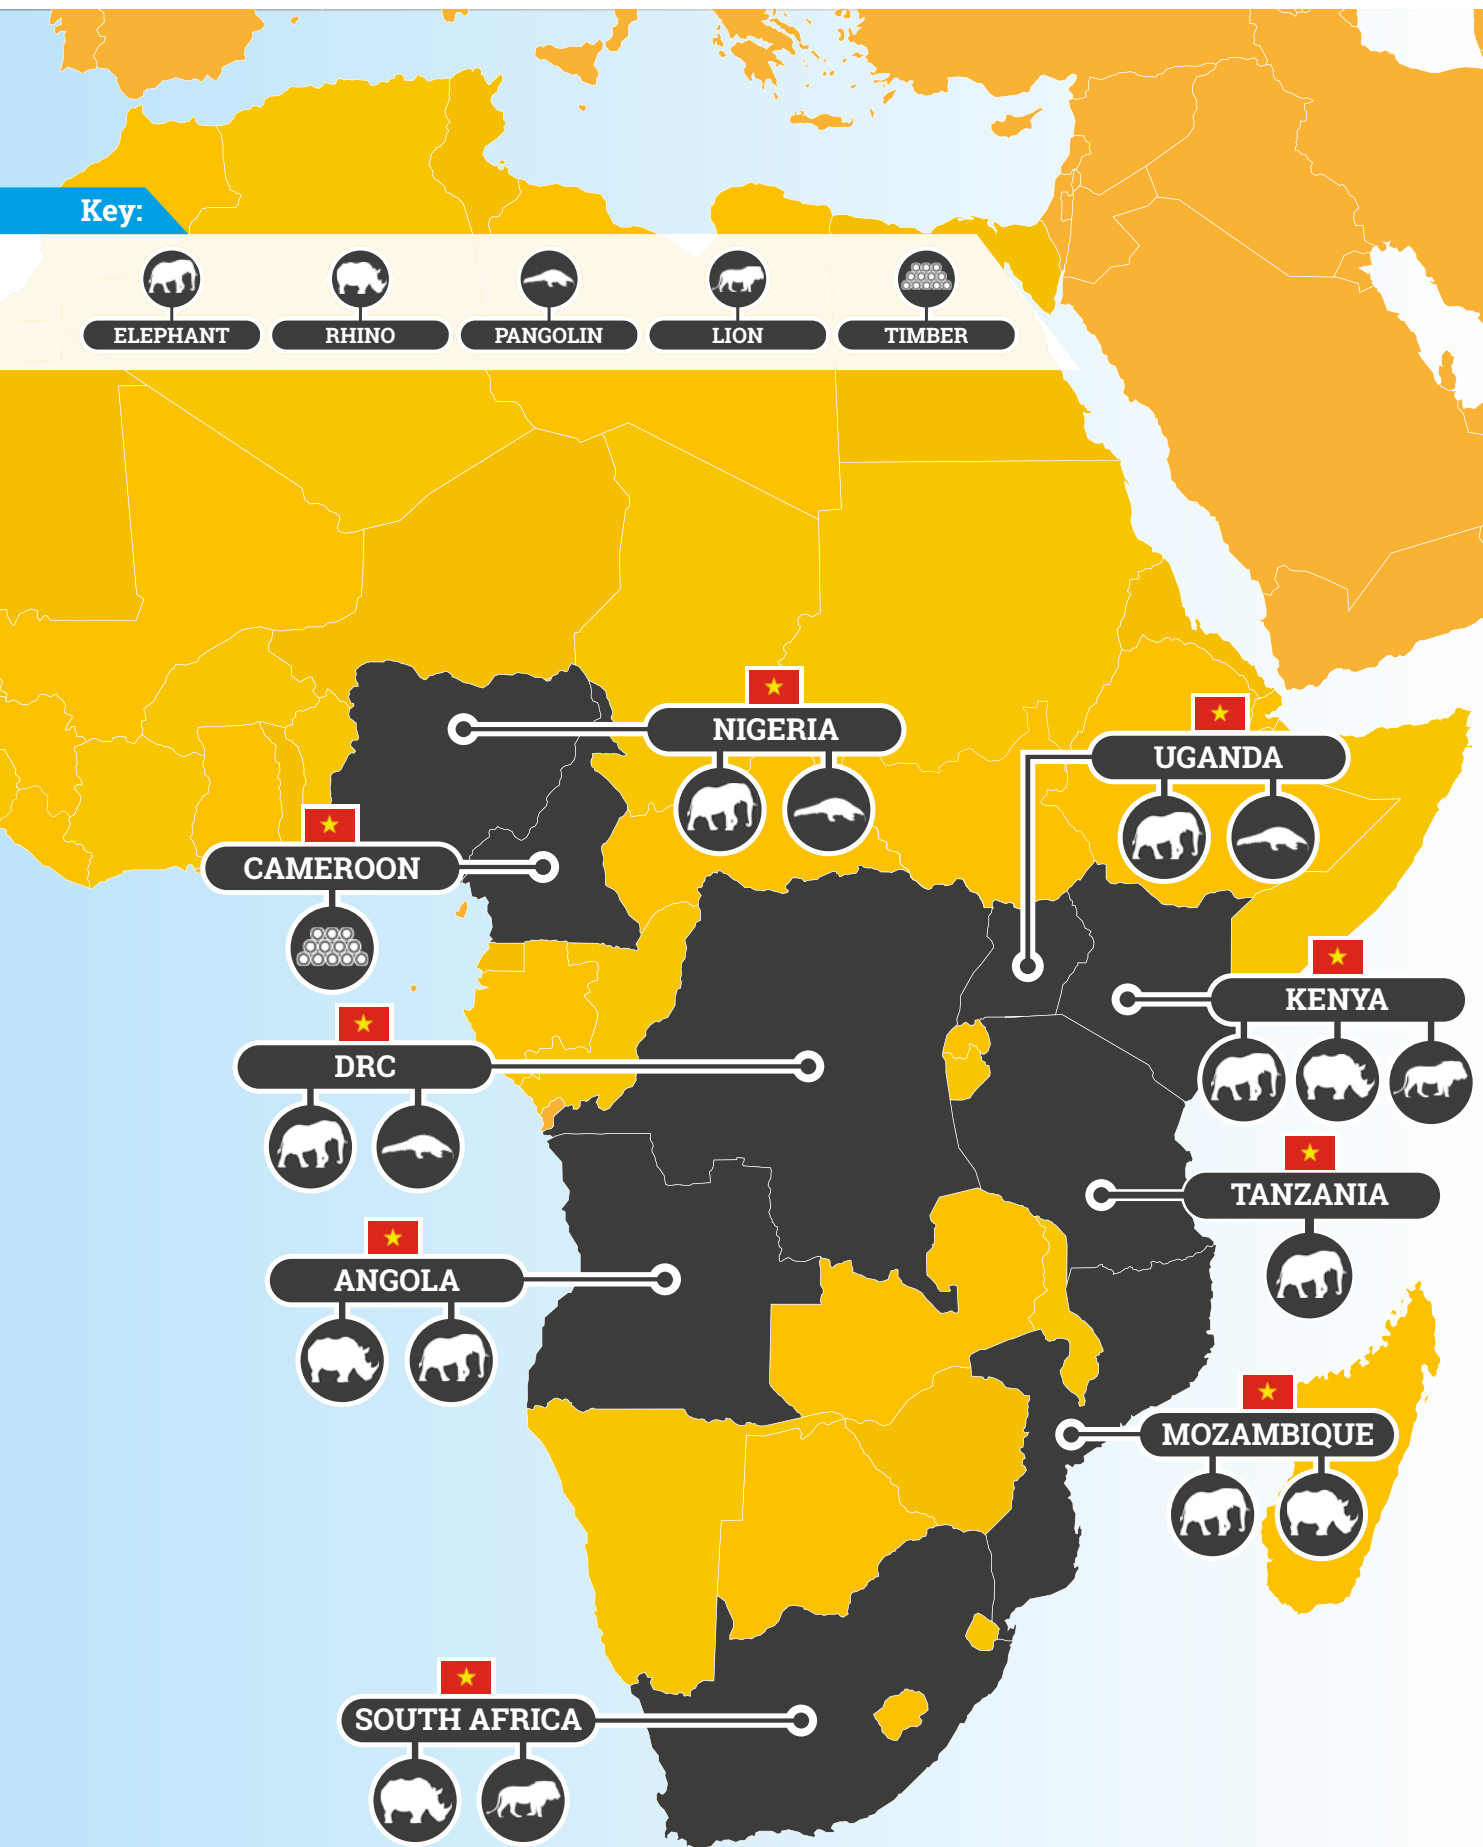 Key:
ELEPHANT
RHINO
PANGOLIN
LION
TIMBER
NIGERIA
UGANDA
CAMEROON
KENYA
DRC
TANZANIA
ANGOLA
MOZAMBIQUE
SOUTH AFRICA